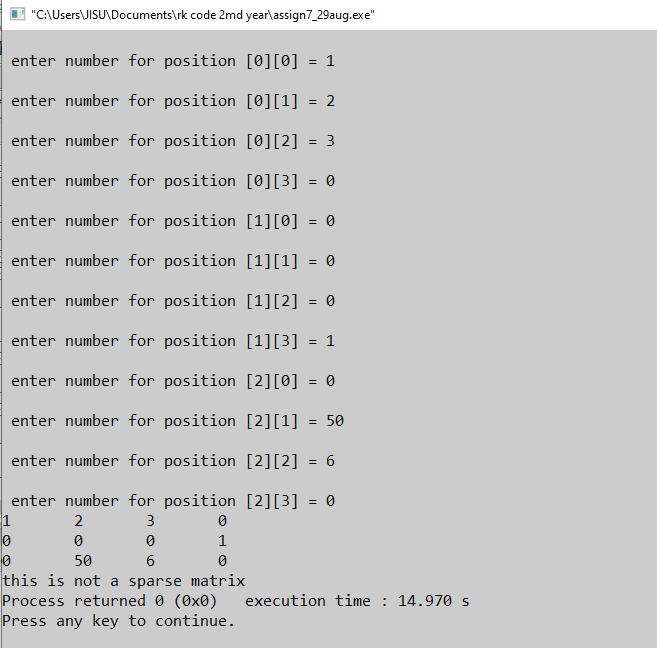 "C:\Users\JISU\Documents\rk code 2md year\assign7_29aug.exe"
enter number for position [0][0] = 1
enter number for position [0][1] = 2
enter number for position [0][2] = 3
enter number for position [0][3] = 0
enter number for position [1][0] = 0
enter number for position [1][1] = 0
enter number for position [1][2] = 0
enter number for position [1][3] = 1
enter number for position [2][0] = 0
enter number for position [2][1] = 50
enter number for position [2][2] = 6
enter number for position [2][3] = 0
1       2       3       0
0       0       0       1
0       50      6       0
this is not a sparse matrix
Process returned 0 (0x0)   execution time : 14.970 s
Press any key to continue.